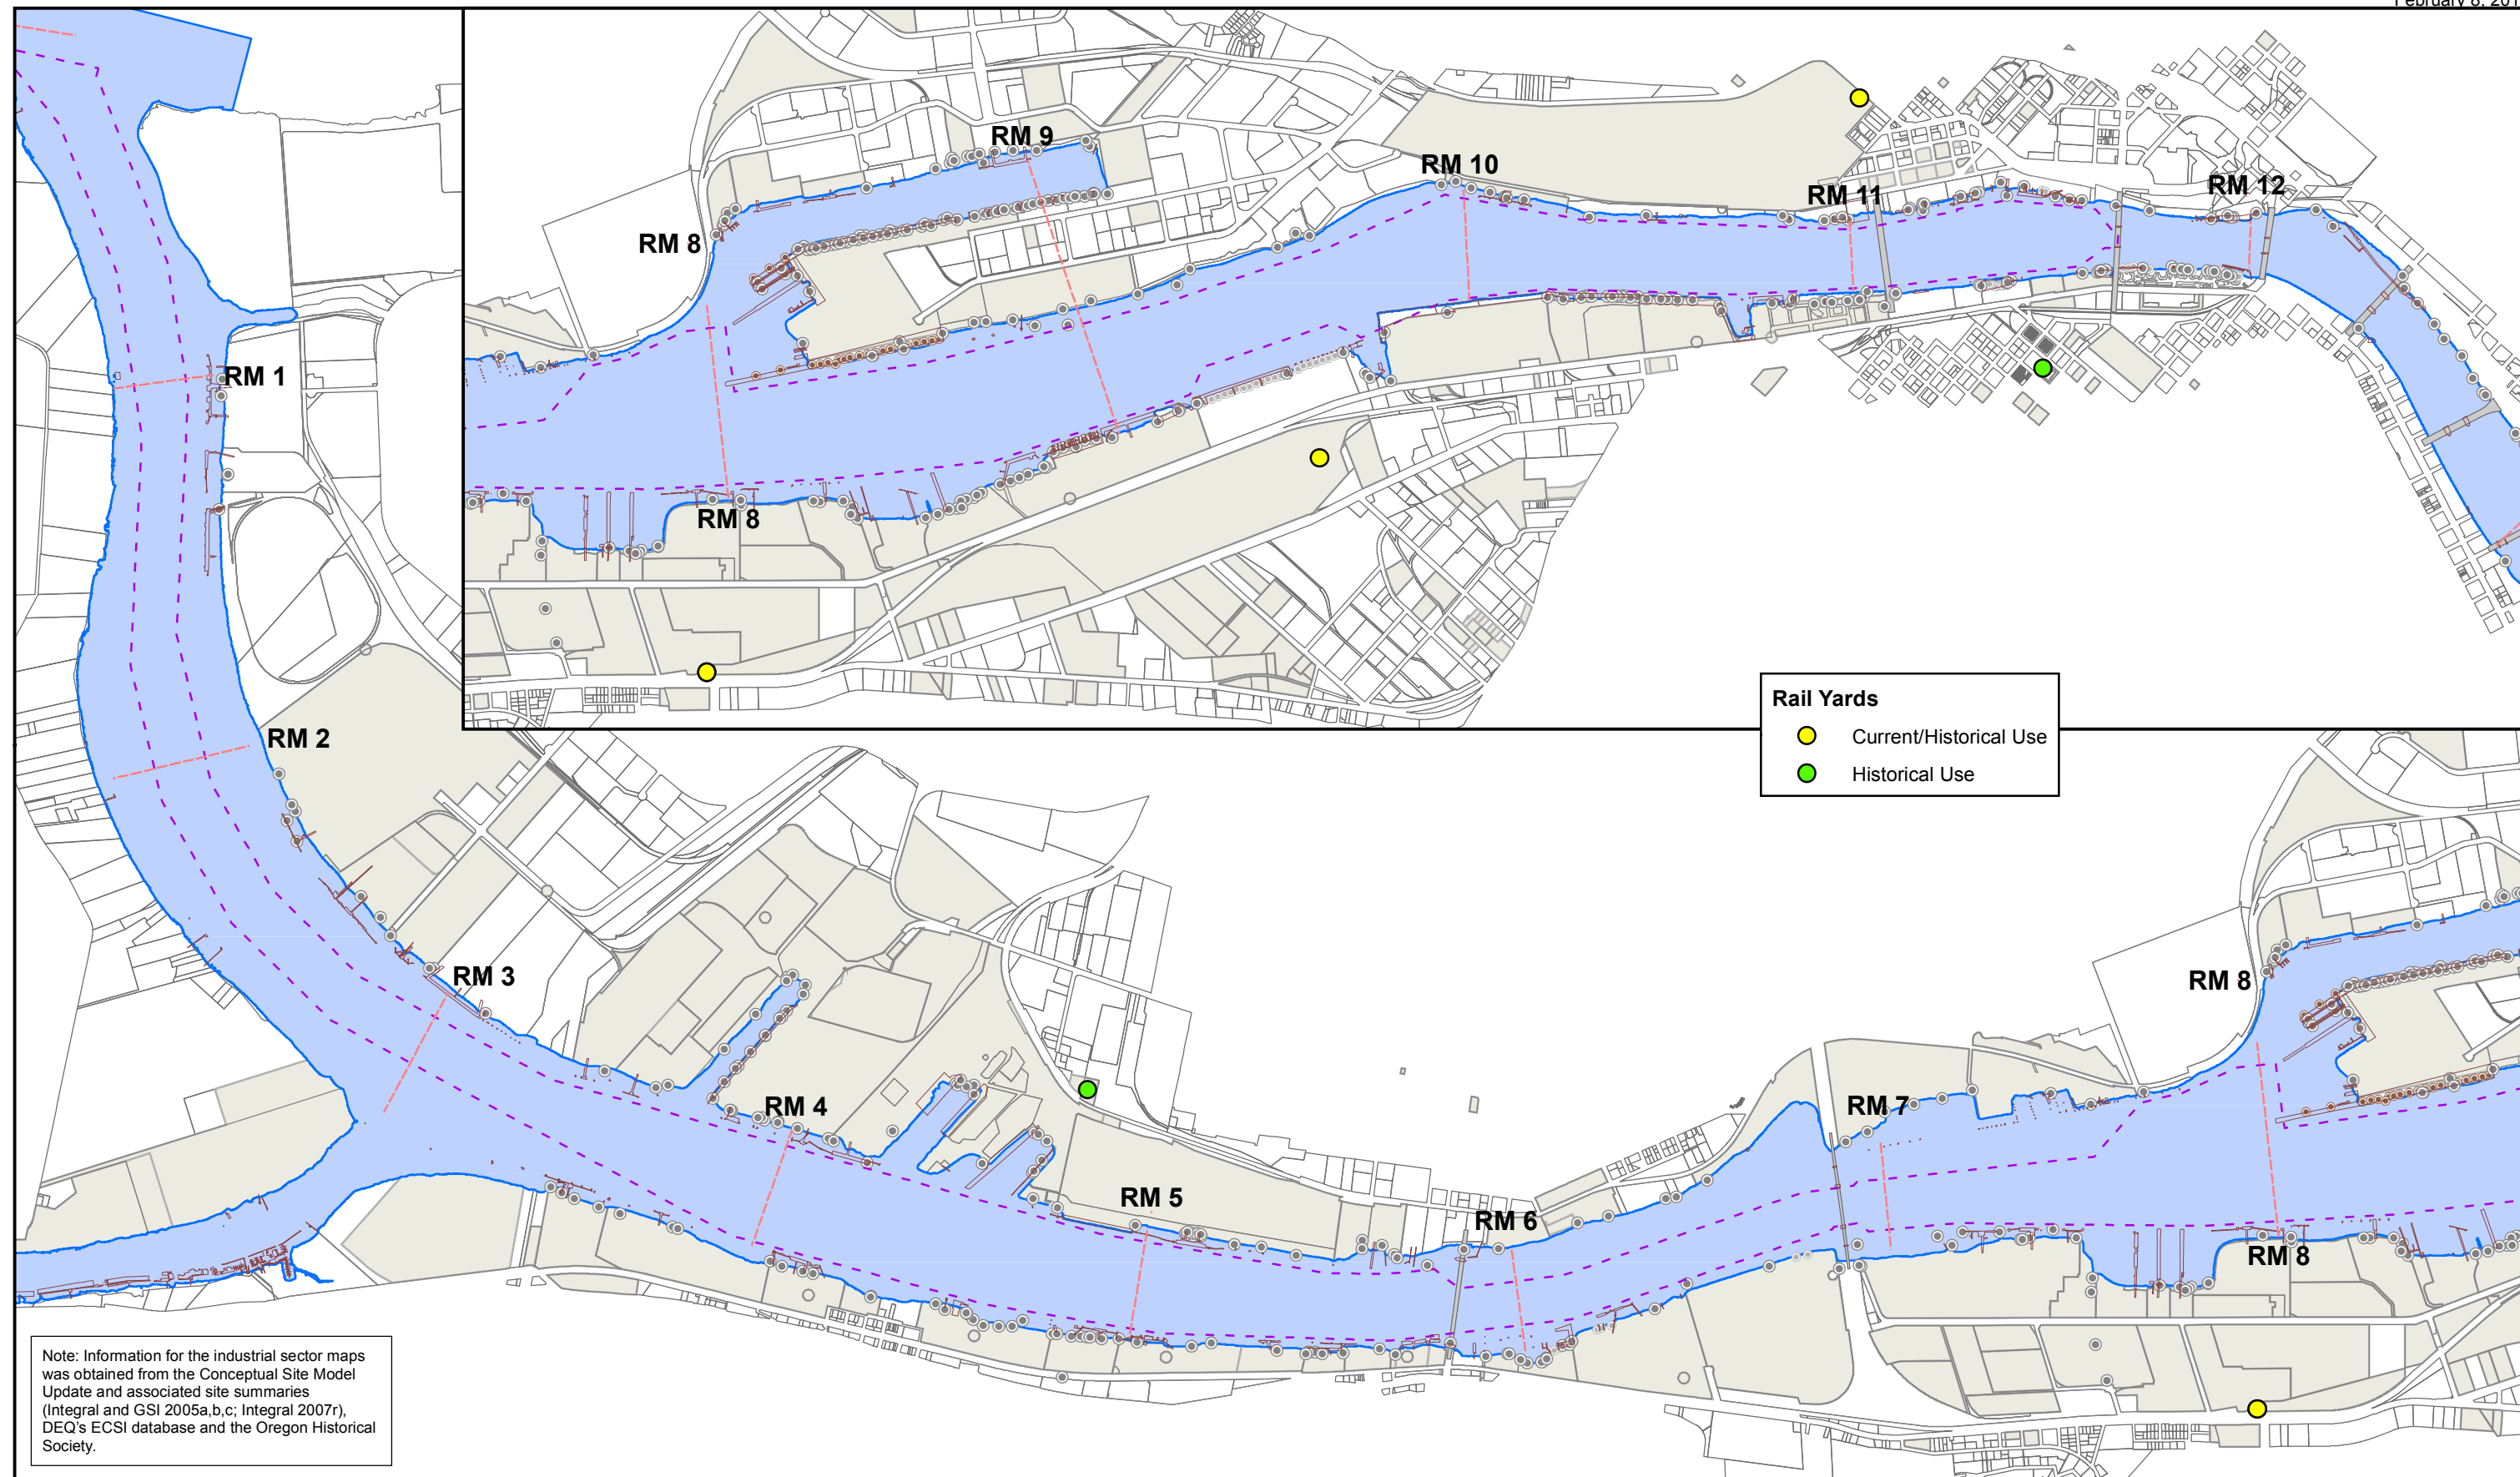 RM 9
RM 10
RM 11
RM 12
RM 8
RM 1
RM 8
Rail Yards
Current/Historical Use
Historical Use
RM 2
RM 3
RM 8
RM 4
RM 7
RM 5
RM 6
RM 8
Note: Information for the industrial sector maps
was obtained from the Conceptual Site Model
Update and associated site summaries
(Integral and GSI 2005a,b,c; Integral 2007r),
DEQ's ECSI database and the Oregon Historical
Society.